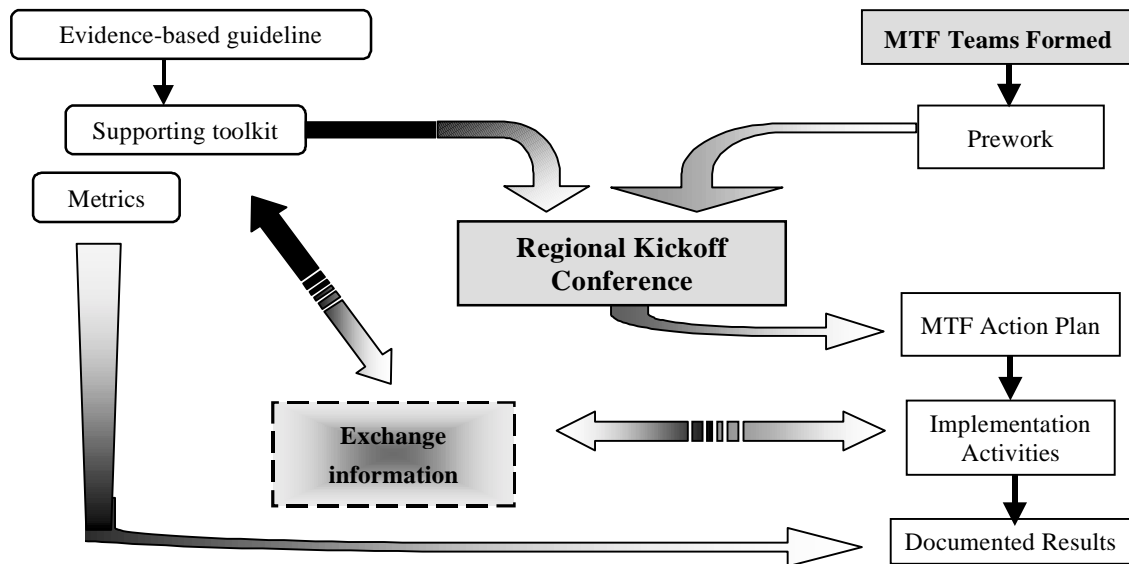 Evidence-based guideline
MTF Teams Formed
Supporting toolkit
Prework
Metrics
Regional Kickoff
Conference
MTF Action Plan
Exchange
information
Implementation
Activities
Documented Results